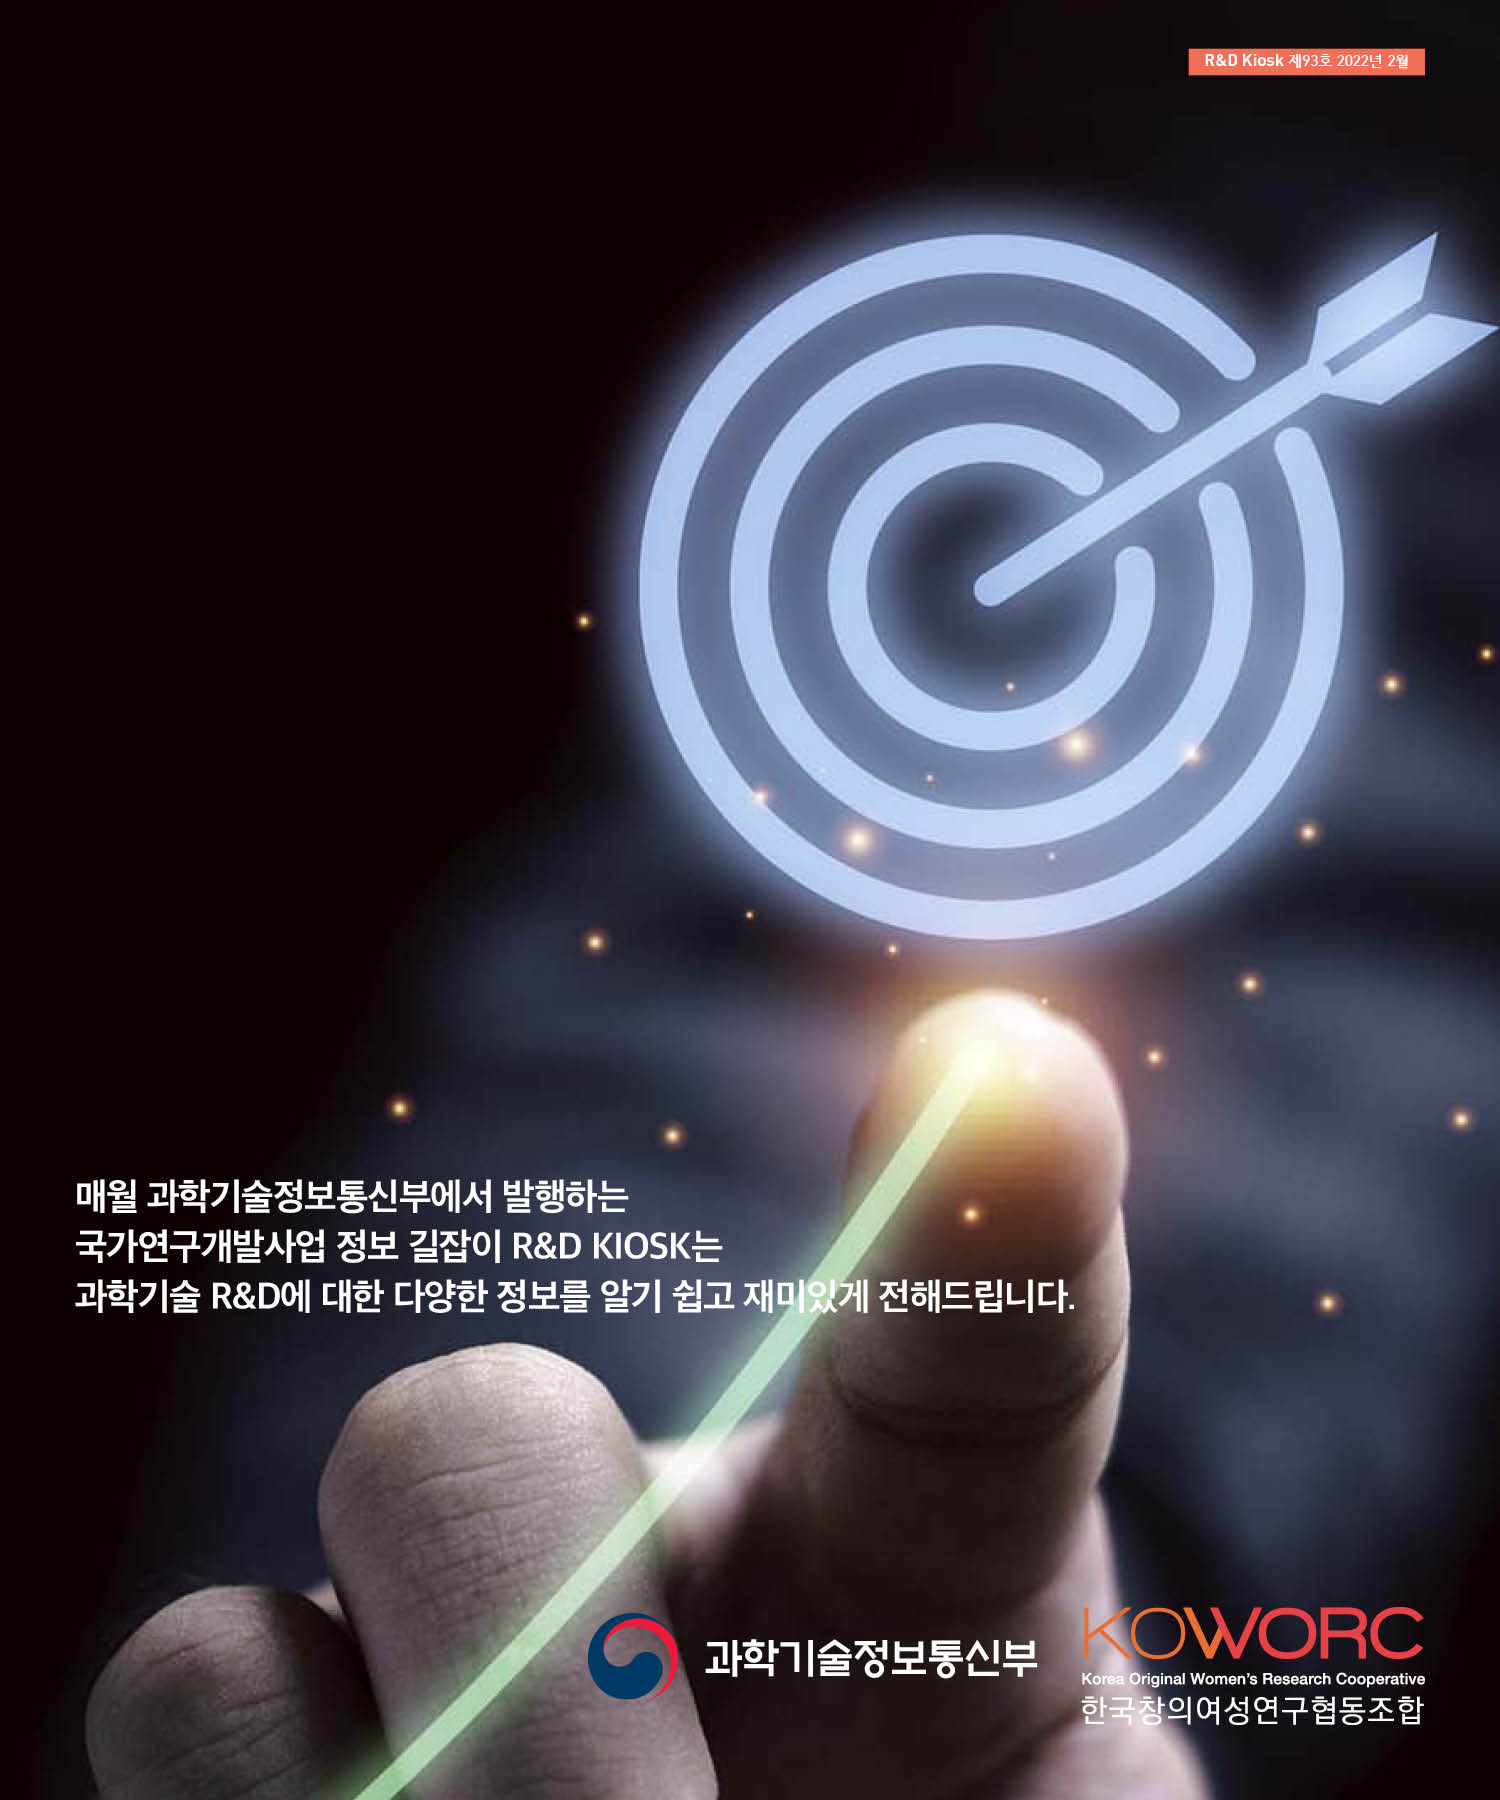 R&D Kiosk 제93호 2022년 2월
매월 과학기술정보통신부에서 발행하는
국가연구개발사업 정보 길잡이 R&D KIOSK는
과학기술 R&D에 대한 다양한 정보를 알기 쉽고 재미있게 전해드립니다.
과학기술정보통신부
KOWORC
Korea Original Women's Research Cooperative
한국창의여성연구협동조합